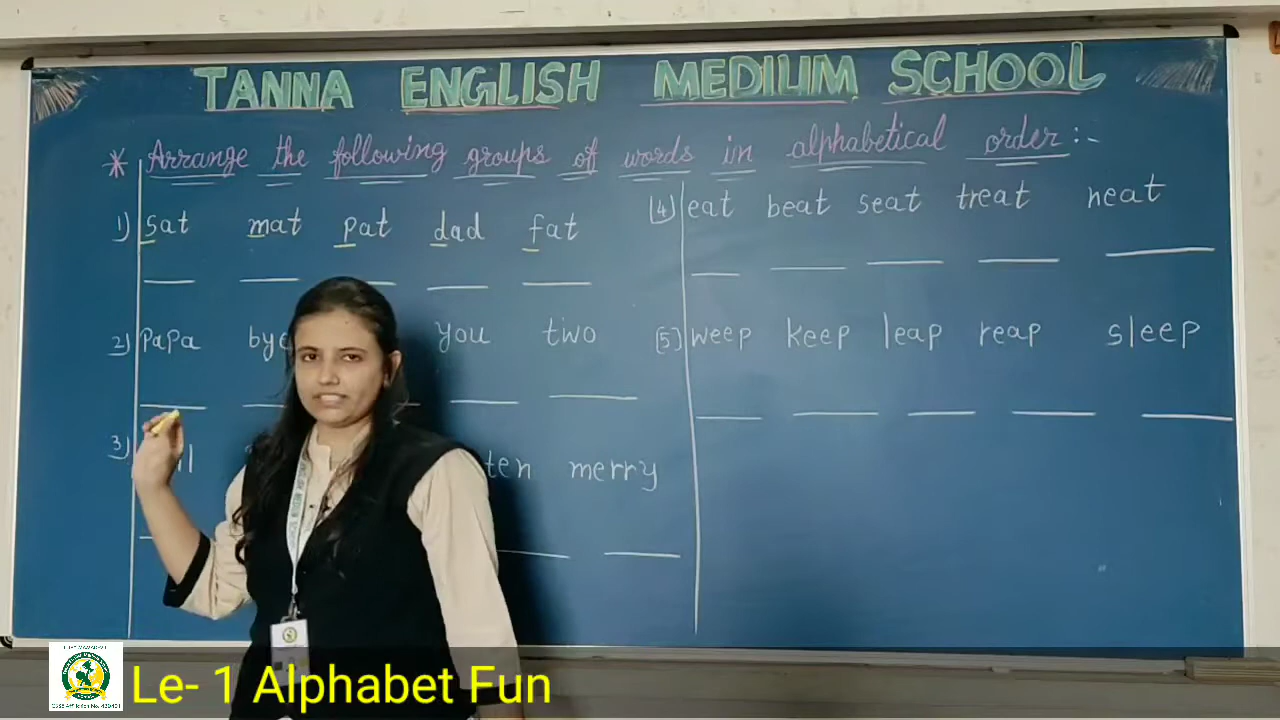 TANNA ENGLISH MEDIUM SCHOOL
* Arrange the following groups of words in alphabetical order:-
1) sat mat pat dad fat
2) papa you two
3) ten merry
(4) eat beat seat treat neat
(5) weep keep leap reap sleep
Le- 1 Alphabet Fun